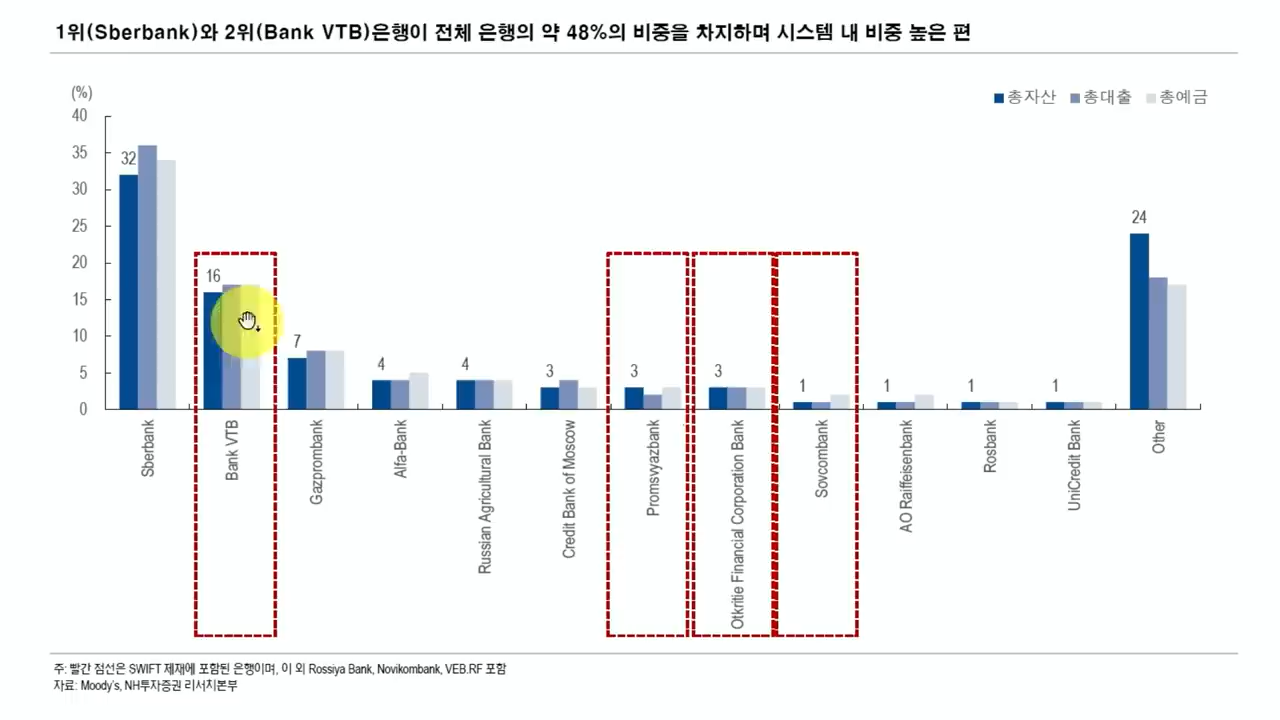 1위(Sberbank)와 2위(Bank VTB)은행이 전체 은행의 약 48%의 비중을 차지하며 시스템 내 비중 높은 편
(%)
총자산 총대출 총예금
40
35
30
25
20
15
10
5
0
32
16
7
4
4
3
3
3
1
1
1
1
24
Sberbank
Bank VTB
Gazprombank
Alfa-Bank
Russian Agricultural Bank
Credit Bank of Moscow
Promsvyazbank
Otkritie Financial Corporation Bank
Sovcombank
AO Raiffeisenbank
Rosbank
UniCredit Bank
Other
주: 빨간 점선은 SWIFT 제재에 포함된 은행이며, 이 외 Rossiya Bank, Novikombank, VEB.RF 포함
자료: Moody's, NH투자증권 리서치본부